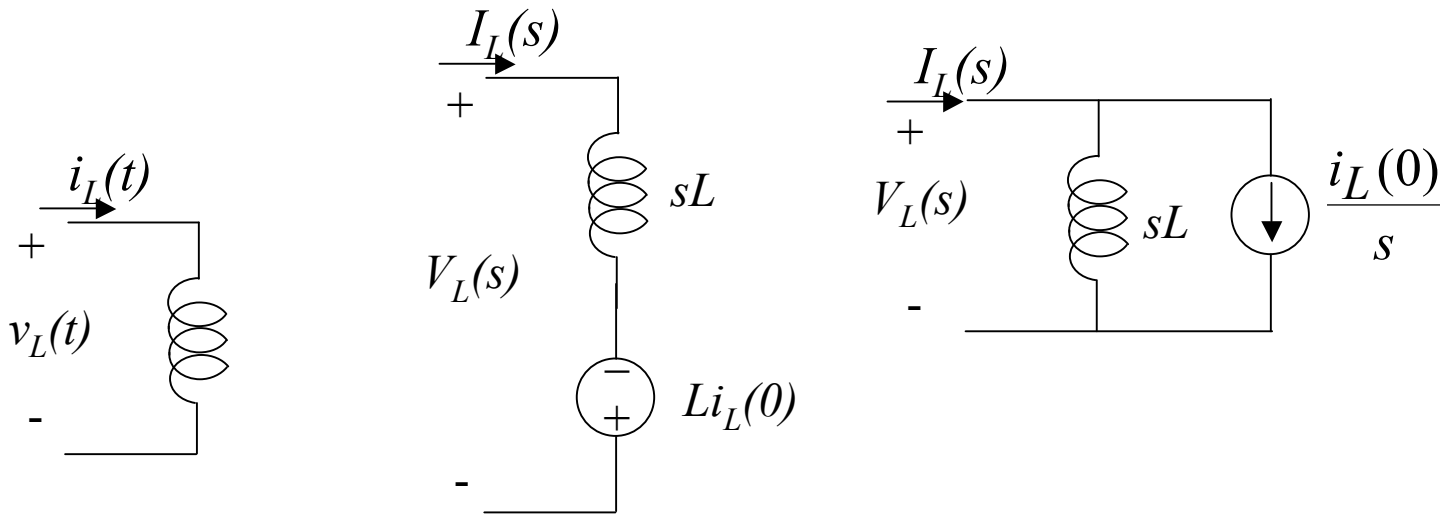 i_L(t)
+
v_L(t)
-
I_L(s)
+
sL
V_L(s)
−
+
Li_L(0)
-
I_L(s)
+
V_L(s)
sL
i_L(0)
s
-